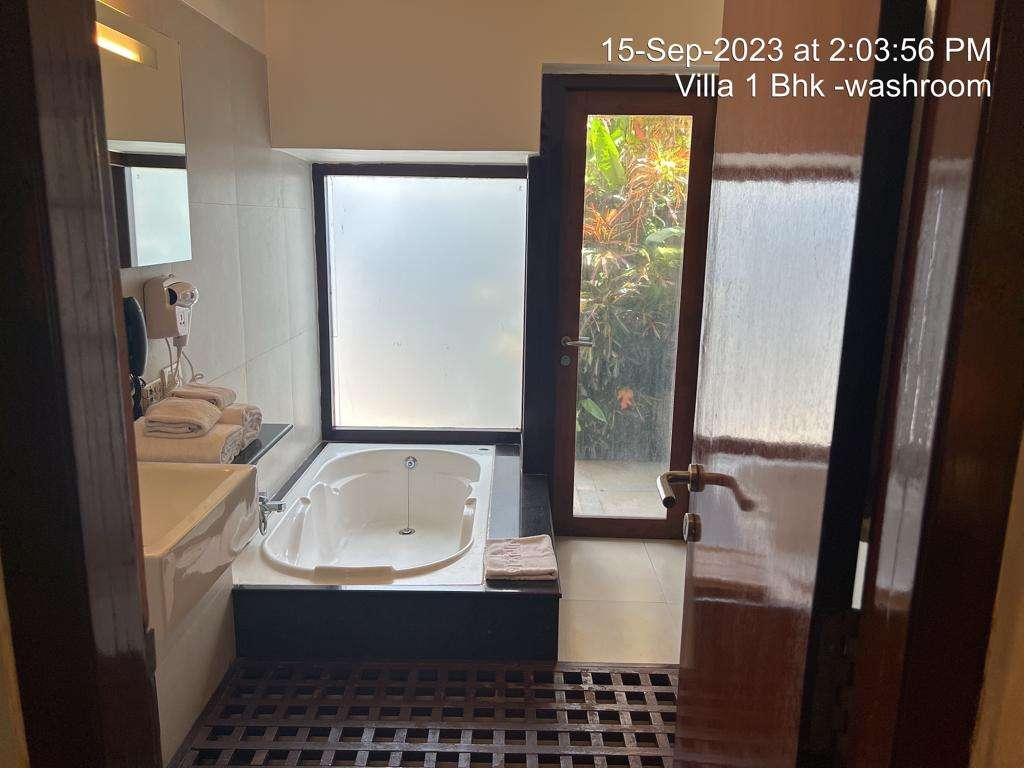 15-Sep-2023 at 2:03:56 PM
Villa 1 Bhk -washroom